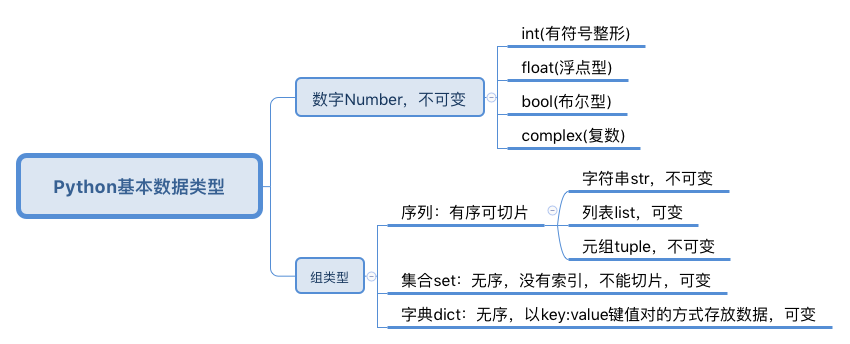 Python基本数据类型
数字Number，不可变
int(有符号整形)
float(浮点型)
bool(布尔型)
complex(复数)
组类型
序列：有序可切片
字符串str，不可变
列表list，可变
元组tuple，不可变
集合set：无序，没有索引，不能切片，可变
字典dict：无序，以key:value键值对的方式存放数据，可变